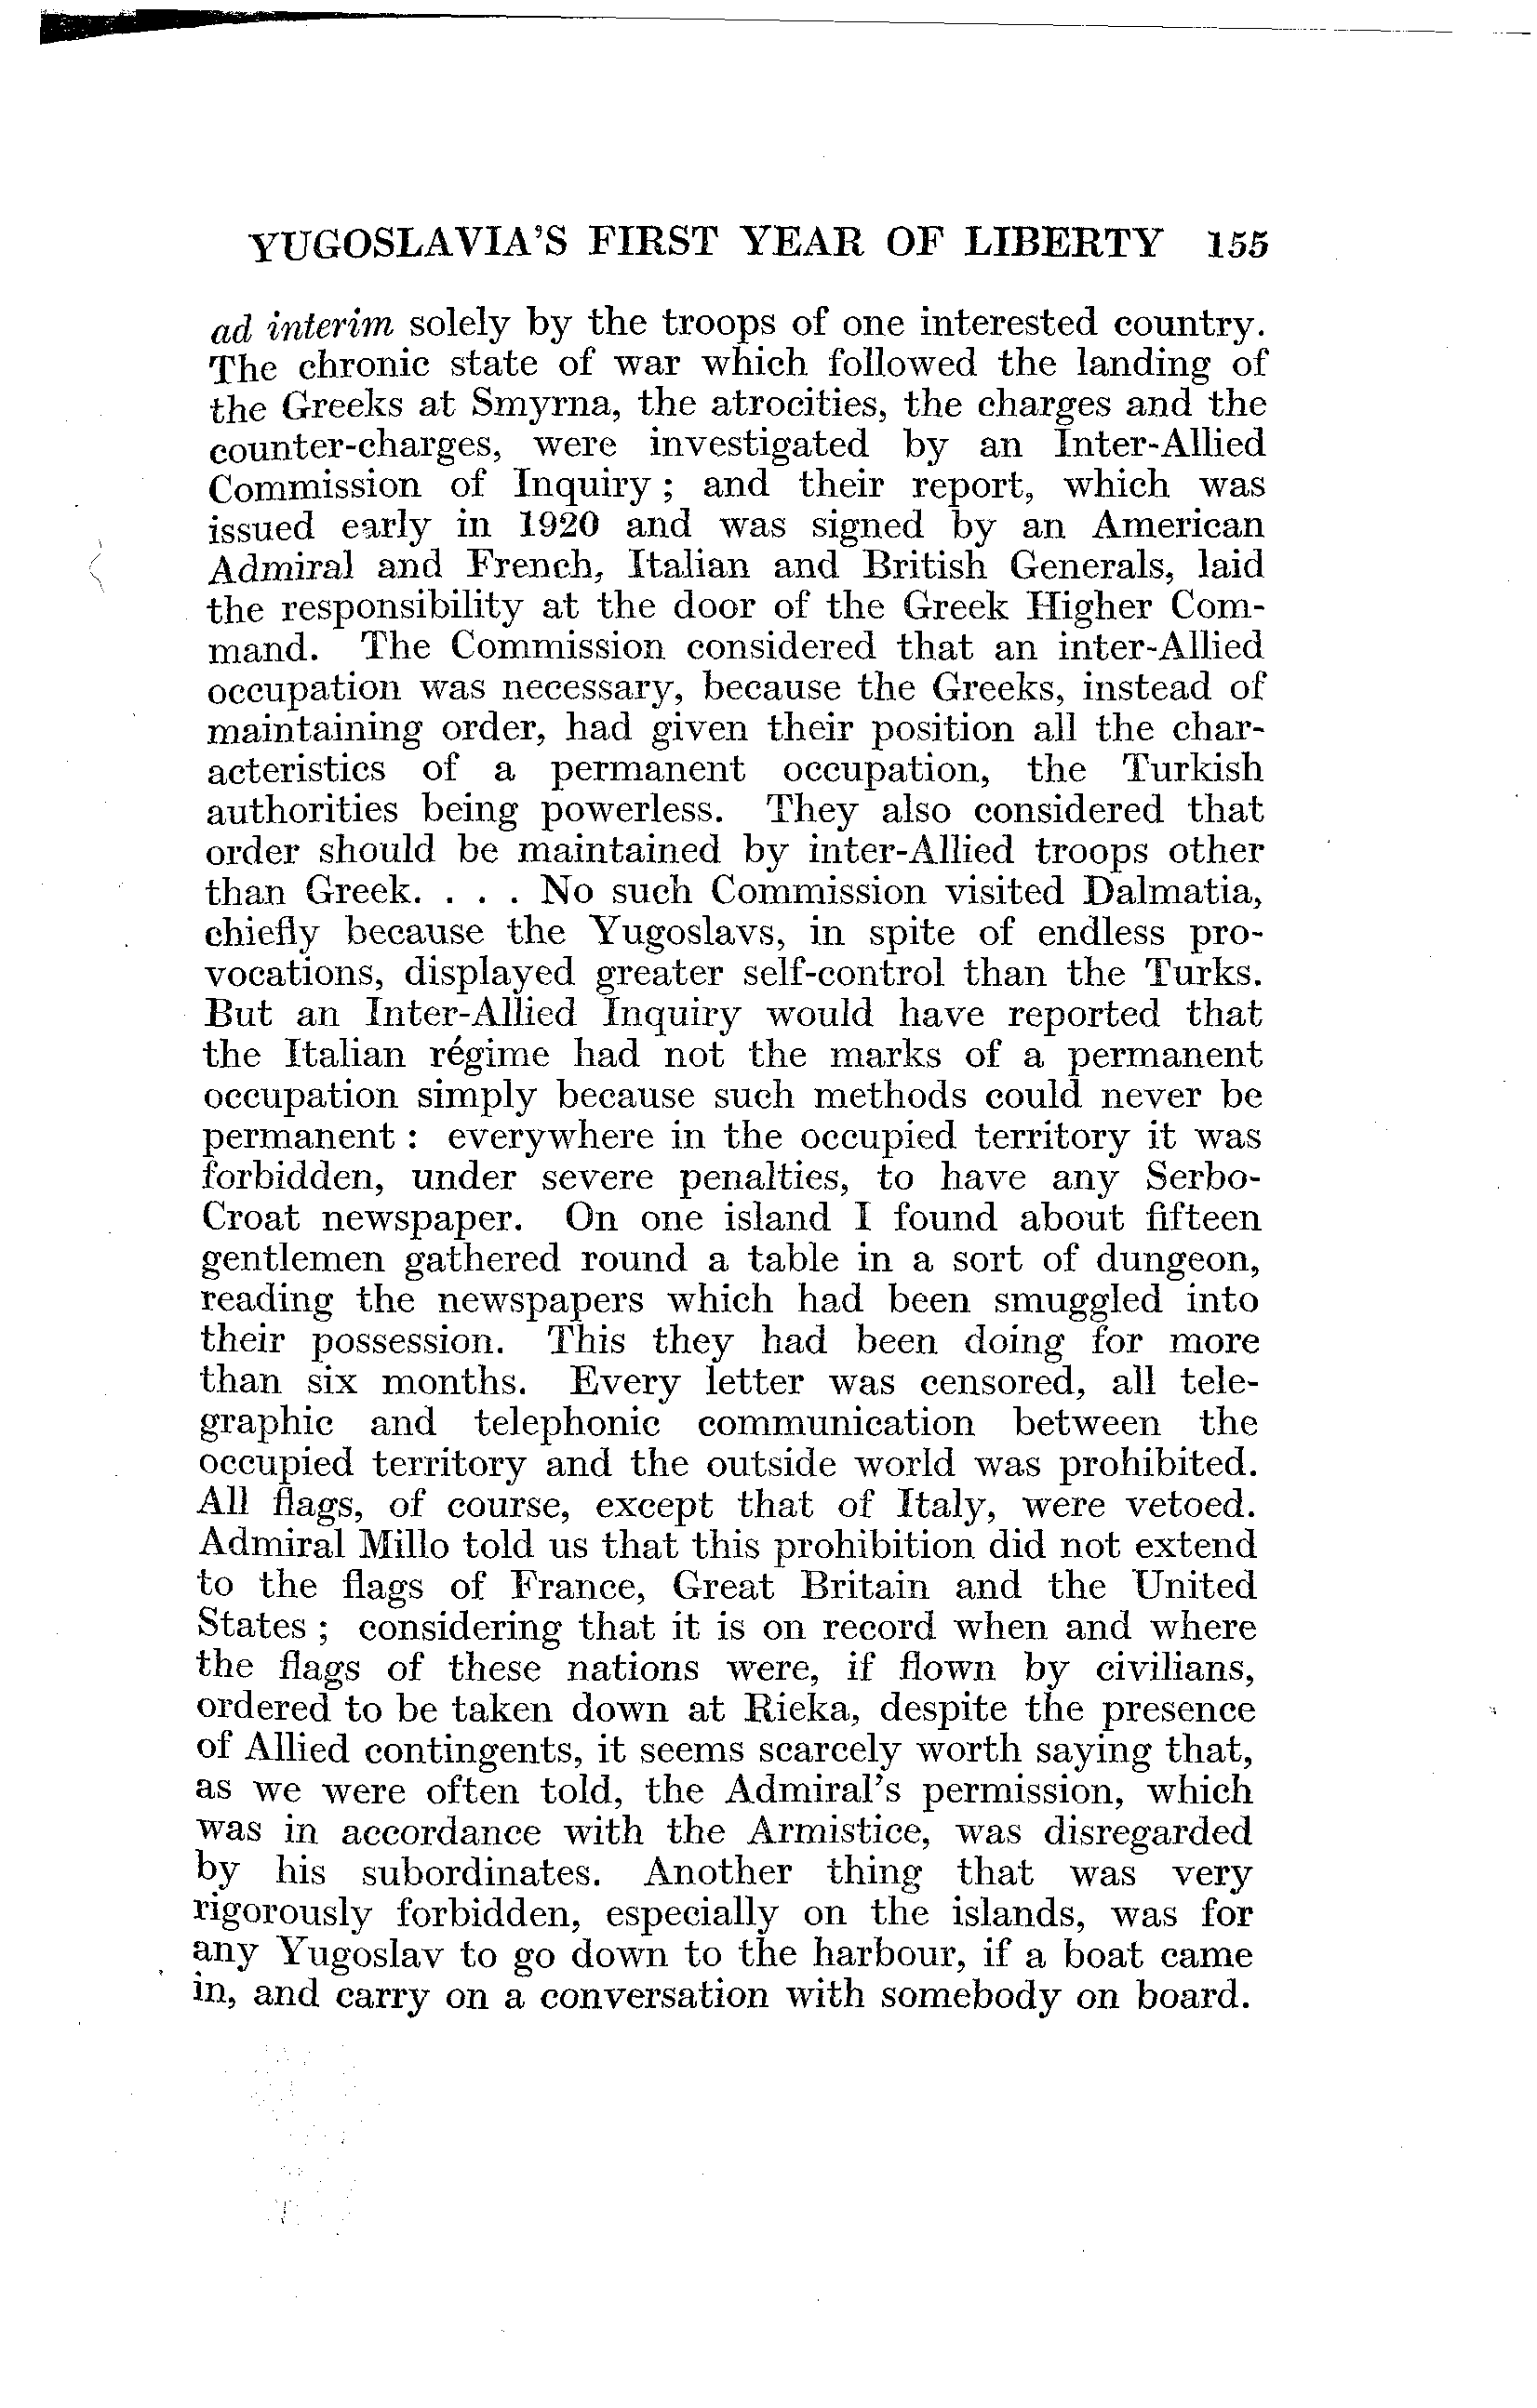 YUGOSLAVIA'S FIRST YEAR OF LIBERTY 155
ad interim solely by the troops of one interested country.
The chronic state of war which followed the landing of
the Greeks at Smyrna, the atrocities, the charges and the
counter-charges, were investigated by an Inter-Allied
Commission of Inquiry ; and their report, which was
issued early in 1920 and was signed by an American
Admiral and French, Italian and British Generals, laid
the responsibility at the door of the Greek Higher Com-
mand. The Commission considered that an inter-Allied
occupation was necessary, because the Greeks, instead of
maintaining order, had given their position all the char-
acteristics of a permanent occupation, the Turkish
authorities being powerless. They also considered that
order should be maintained by inter-Allied troops other
than Greek. . . . No such Commission visited Dalmatia,
chiefly because the Yugoslavs, in spite of endless pro-
vocations, displayed greater self-control than the Turks.
But an Inter-Allied Inquiry would have reported that
the Italian régime had not the marks of a permanent
occupation simply because such methods could never be
permanent : everywhere in the occupied territory it was
forbidden, under severe penalties, to have any Serbo-
Croat newspaper. On one island I found about fifteen
gentlemen gathered round a table in a sort of dungeon,
reading the newspapers which had been smuggled into
their possession. This they had been doing for more
than six months. Every letter was censored, all tele-
graphic and telephonic communication between the
occupied territory and the outside world was prohibited.
All flags, of course, except that of Italy, were vetoed.
Admiral Millo told us that this prohibition did not extend
to the flags of France, Great Britain and the United
States ; considering that it is on record when and where
the flags of these nations were, if flown by civilians,
ordered to be taken down at Rieka, despite the presence
of Allied contingents, it seems scarcely worth saying that,
as we were often told, the Admiral's permission, which
was in accordance with the Armistice, was disregarded
by his subordinates. Another thing that was very
rigorously forbidden, especially on the islands, was for
any Yugoslav to go down to the harbour, if a boat came
in, and carry on a conversation with somebody on board.